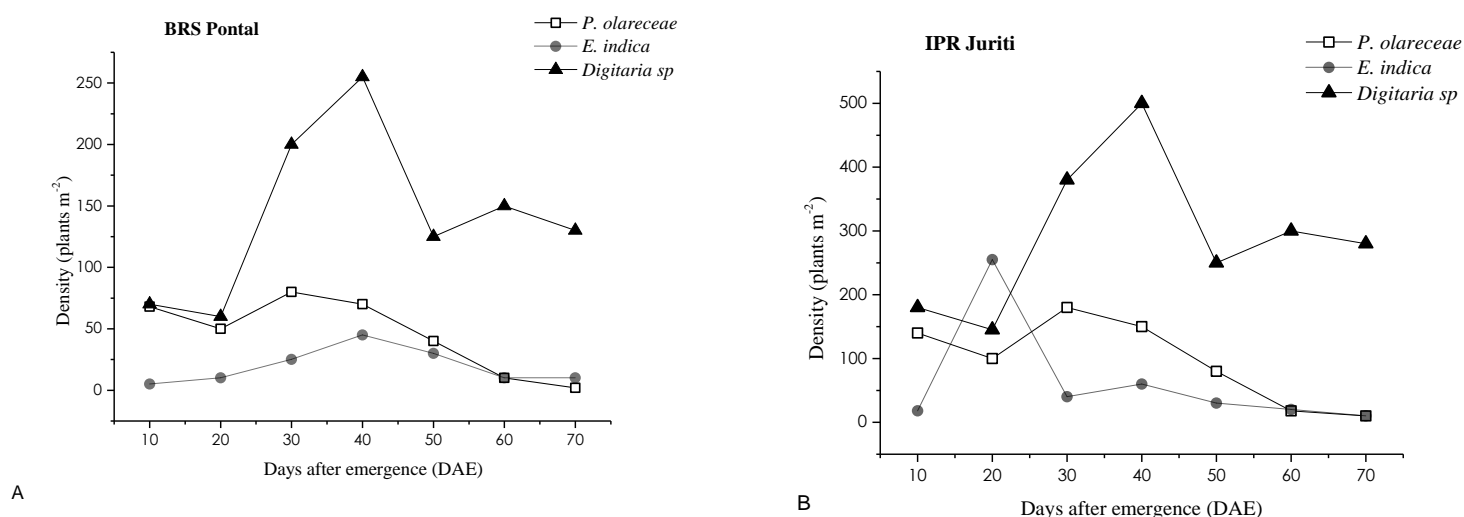 BRS Pontal
P. olareceae
E. indica
Digitaria sp
250
200
150
100
50
0
Density (plants m-2)
10 20 30 40 50 60 70
Days after emergence (DAE)
A
IPR Juriti
P. olareceae
E. indica
Digitaria sp
500
400
300
200
100
0
Density (plants m-2)
10 20 30 40 50 60 70
Days after emergence (DAE)
B